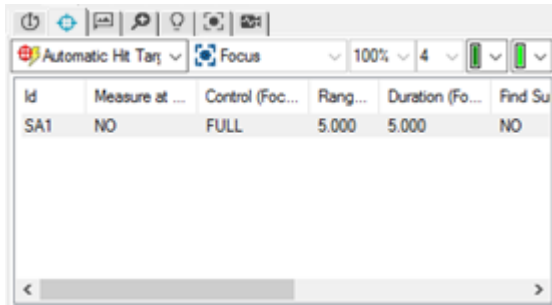 Automatic Hit Targ Focus 100% 4
Id Measure at ... Control (Foc... Rang... Duration (Fo... Find Su
SA1 NO FULL 5.000 5.000 NO